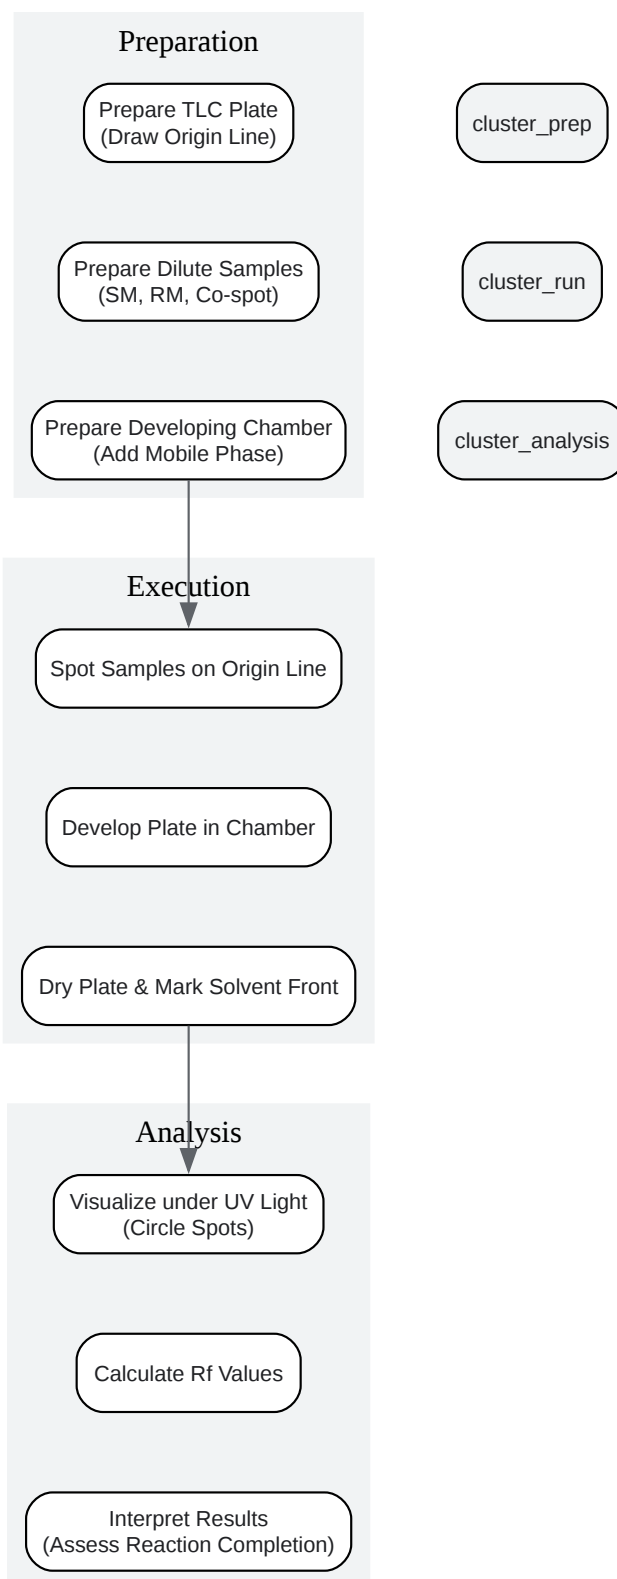 Preparation
Prepare TLC Plate
(Draw Origin Line)
cluster_prep
Prepare Dilute Samples
(SM, RM, Co-spot)
cluster_run
Prepare Developing Chamber
(Add Mobile Phase)
cluster_analysis
Execution
Spot Samples on Origin Line
Develop Plate in Chamber
Dry Plate & Mark Solvent Front
Analysis
Visualize under UV Light
(Circle Spots)
Calculate Rf Values
Interpret Results
(Assess Reaction Completion)